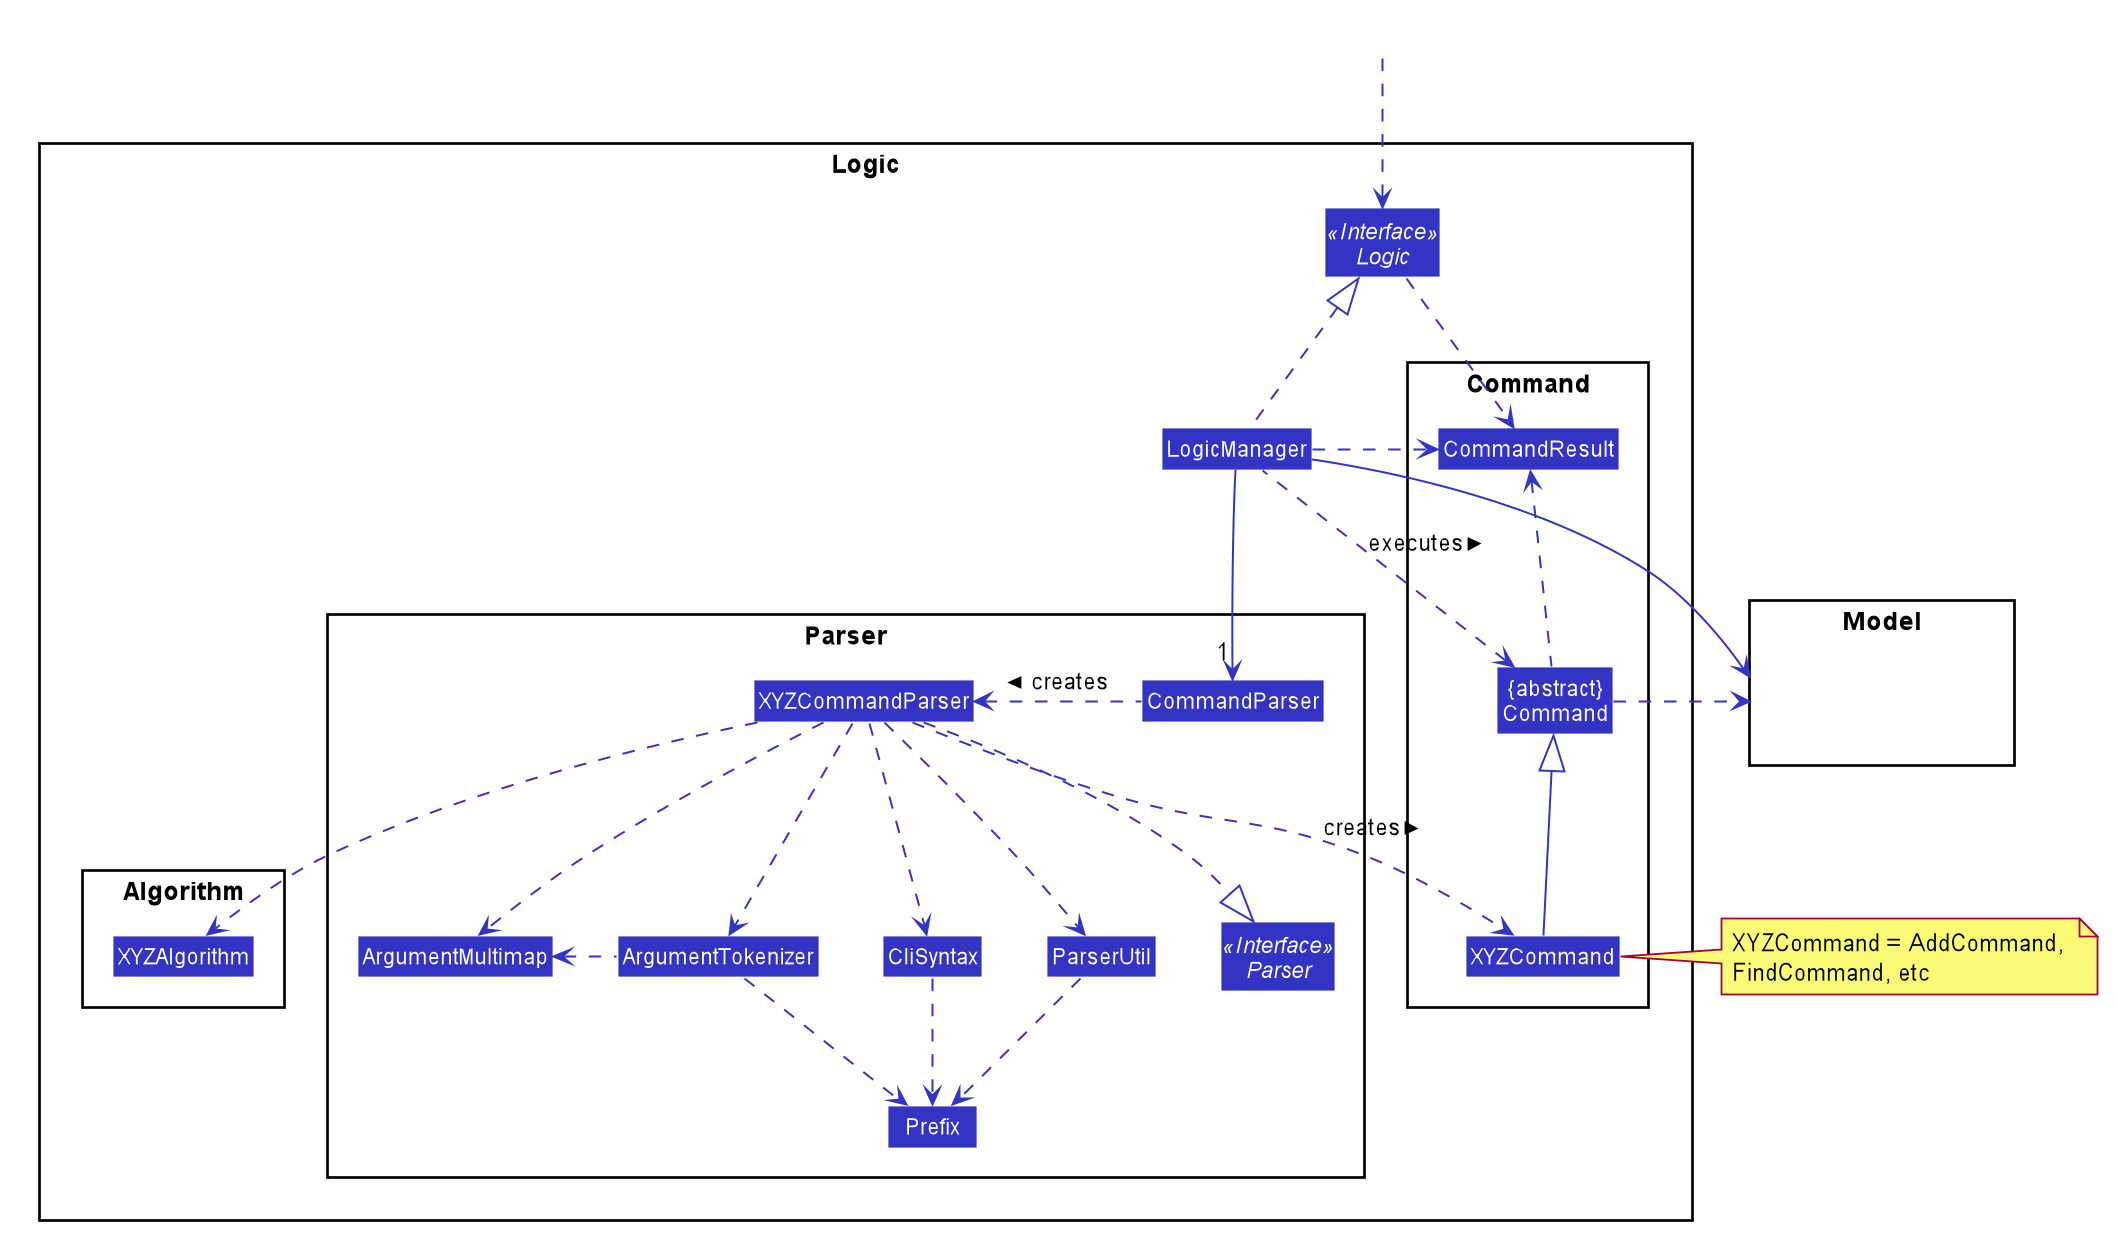 Logic
«Interface»
Logic
Command
LogicManager
CommandResult
executes ►
Model
Parser
1
XYZCommandParser
◄ creates
CommandParser
{abstract}
Command
creates ►
Algorithm
XYZAlgorithm
ArgumentMultimap
ArgumentTokenizer
CliSyntax
ParserUtil
«Interface»
Parser
XYZCommand
XYZCommand = AddCommand,
FindCommand, etc
Prefix